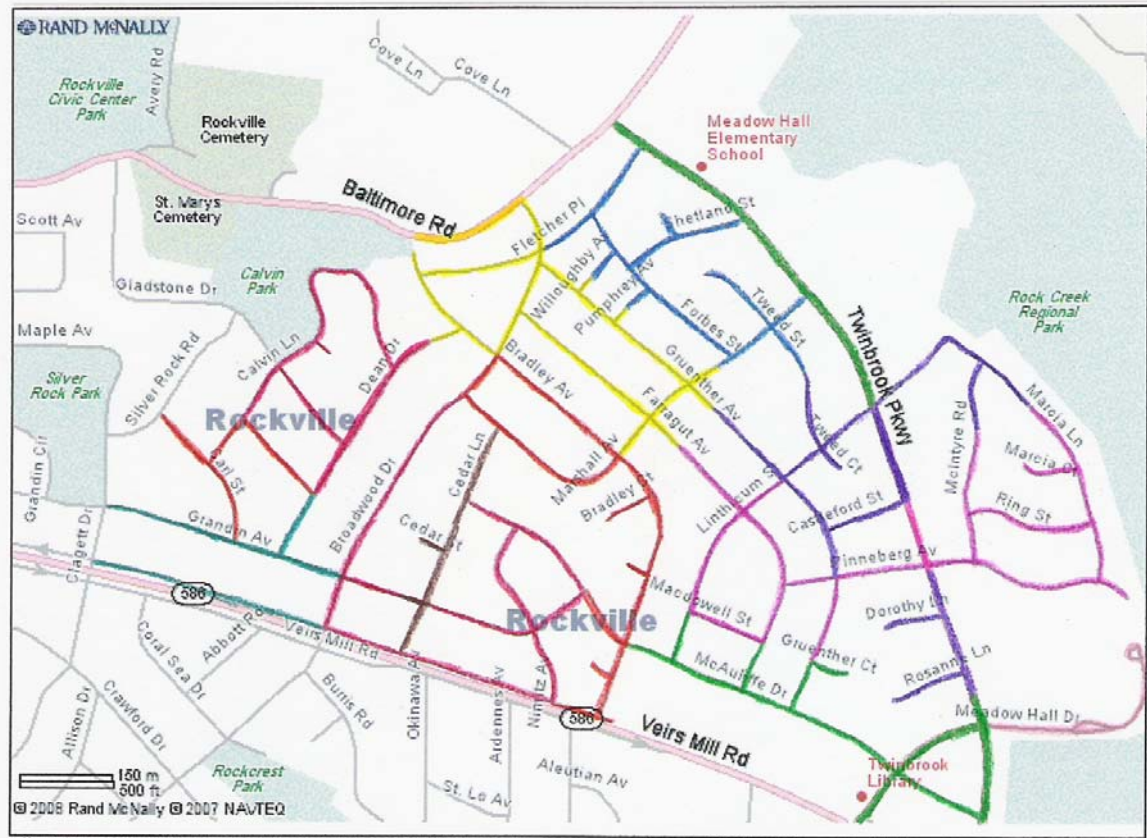 RAND McNALLY
Cove Ln
Cove Ln
Avery Rd
Rockville
Civic Center
Park
Rockville
Cemetery
Meadow Hall
Elementary
School
St. Marys
Cemetery
Baltimore Rd
Scott Av
Fletcher Pl
Shetland St
Willoughby A
Calvin
Park
Gladstone Dr
Pumphrey Av
Tweed St
Rock Creek
Regional
Park
Maple Av
Forbes St
Twinbrook Pkwy
Silver Rock Rd
Calvin Ln
Dean Dr
Bradley Av
Gruenther Av
Silver
Rock Park
Rockville
Farragut Av
McIntyre Rd
Marcia Ln
Tweed Ct
Marcia Ct
Grandin Cir
Carl St
Cedar Ln
Marshall Av
Bradley Ct
Linthicum S
Castleford St
Ring St
Clagett Dr
Grandin Av
Broadwood Dr
Cedar St
Pinneberg Av
586
Veirs Mill Rd
Rockville
Macdowell St
Dorothy Ln
Coral Sea Dr
Abbott Rd
Gruenther Ct
Rosanne Ln
McAuliffe Dr
Meadow Hall Dr
Allison Dr
Crawford Dr
Burris Rd
Okinawa Av
Ardennes Av
Nimitz Av
586
Veirs Mill Rd
Twinbrook
Library
Rockcrest
Park
Aleutian Av
St. Lo Av
150 m
500 ft
© 2008 Rand McNally © 2007 NAVTEQ